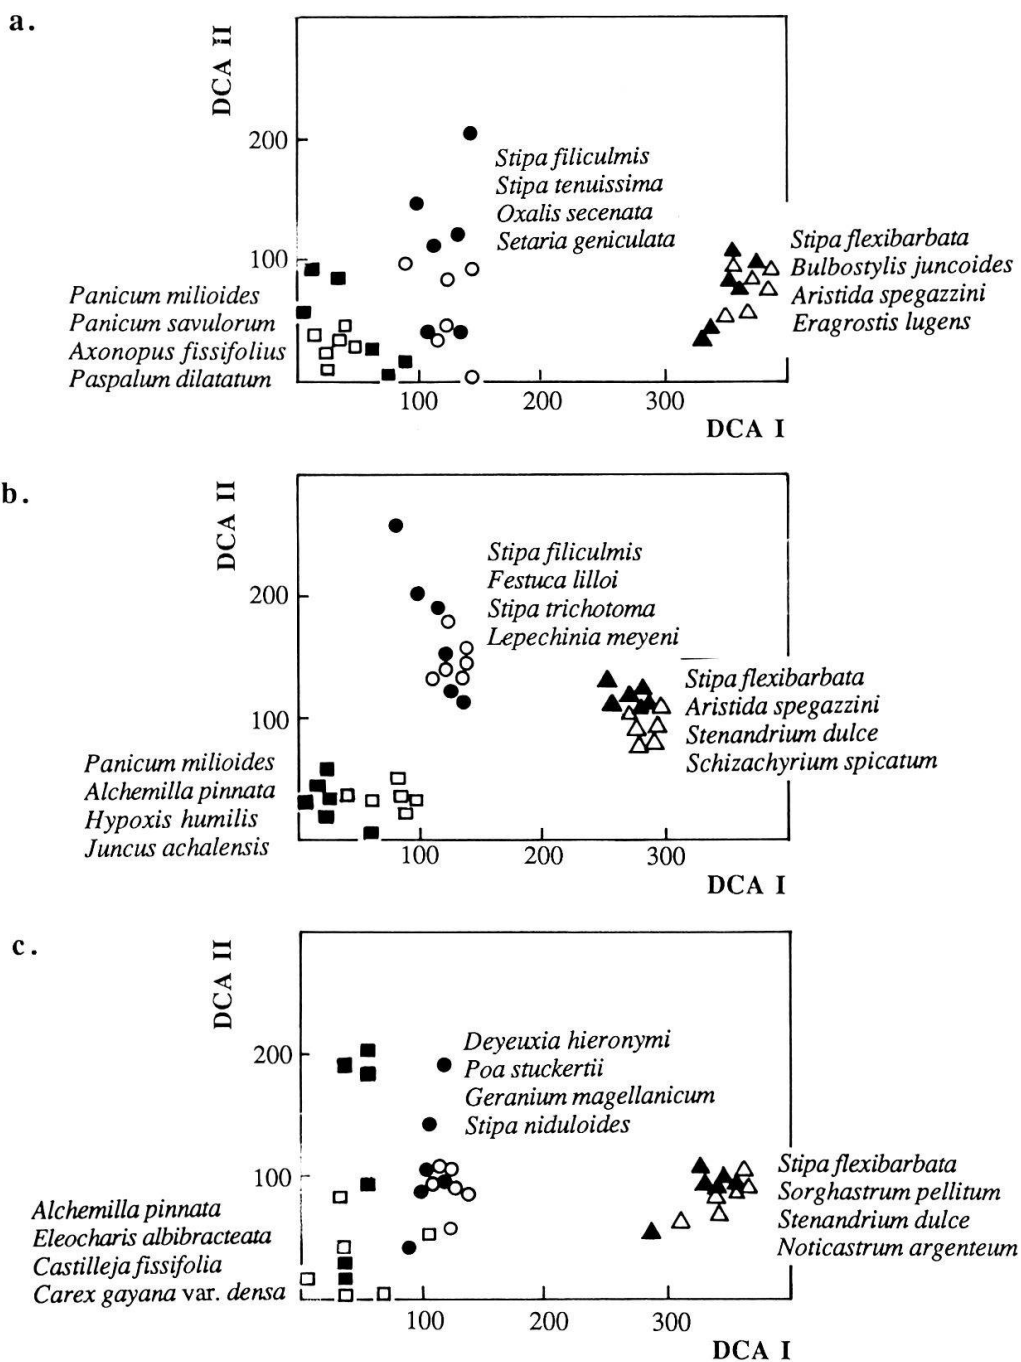 a.
DCA II
200
100
Stipa filiculmis
Stipa tenuissima
Oxalis secenata
Setaria geniculata
Stipa flexibarbata
Bulbostylis juncoides
Aristida spegazzini
Eragrostis lugens
Panicum milioides
Panicum savulorum
Axonopus fissifolius
Paspalum dilatatum
100
200
300
DCA I
b.
DCA II
200
100
Stipa filiculmis
Festuca lilloi
Stipa trichotoma
Lepechinia meyeni
Stipa flexibarbata
Aristida spegazzini
Stenandrium dulce
Schizachyrium spicatum
Panicum milioides
Alchemilla pinnata
Hypoxis humilis
Juncus achalensis
100
200
300
DCA I
c.
DCA II
200
100
Deyeuxia hieronymi
Poa stuckertii
Geranium magellanicum
Stipa niduloides
Stipa flexibarbata
Sorghastrum pellitum
Stenandrium dulce
Noticastrum argenteum
Alchemilla pinnata
Eleocharis albibracteata
Castilleja fissifolia
Carex gayana var. densa
100
200
300
DCA I